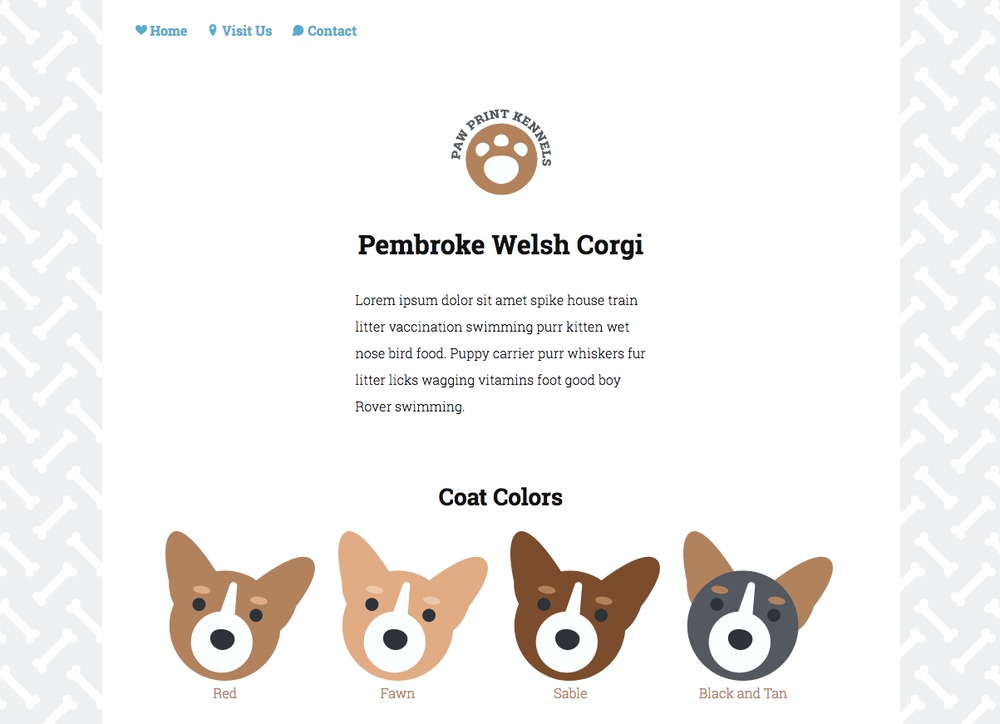 Home Visit Us Contact
PAW PRINT KENNELS
Pembroke Welsh Corgi
Lorem ipsum dolor sit amet spike house train
litter vaccination swimming purr kitten wet
nose bird food. Puppy carrier purr whiskers fur
litter licks wagging vitamins foot good boy
Rover swimming.
Coat Colors
Red Fawn Sable Black and Tan